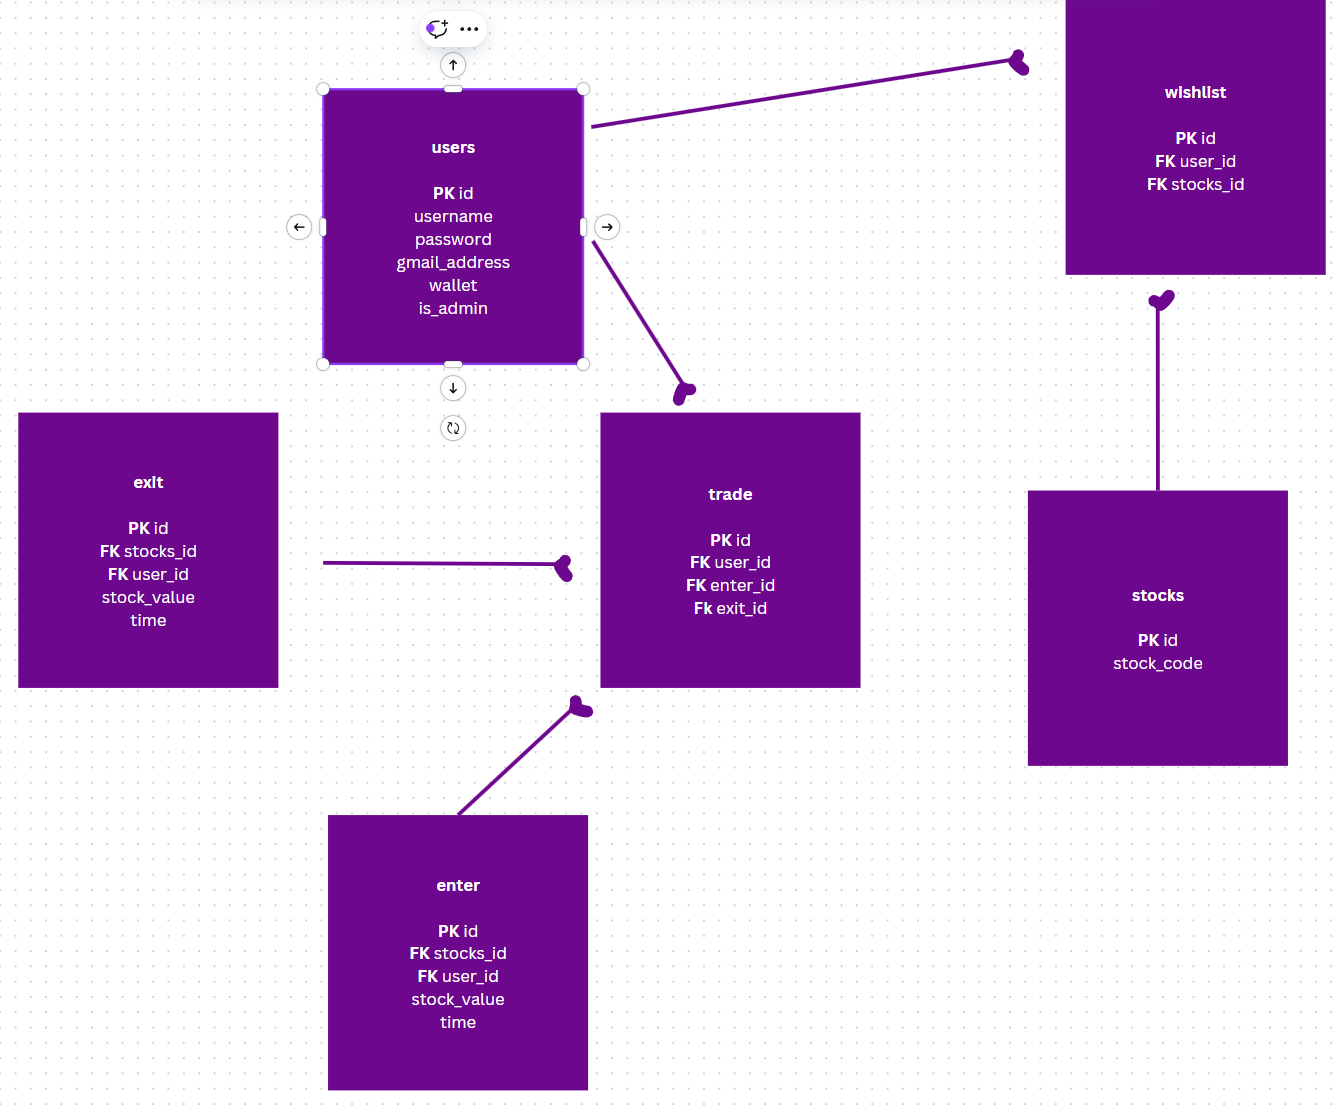 users
PK id
username
password
gmail_address
wallet
is_admin
wishlist
PK id
FK user_id
FK stocks_id
exit
PK id
FK stocks_id
FK user_id
stock_value
time
trade
PK id
FK user_id
FK enter_id
Fk exit_id
stocks
PK id
stock_code
enter
PK id
FK stocks_id
FK user_id
stock_value
time